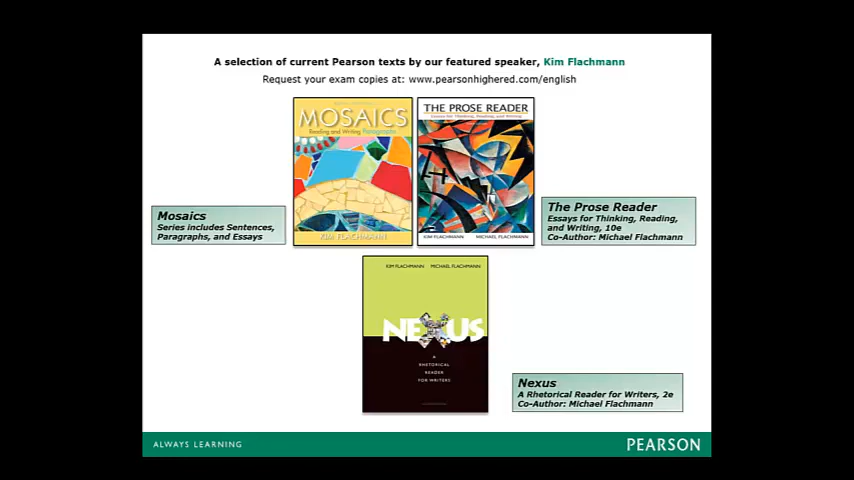 A selection of current Pearson texts by our featured speaker, Kim Flachmann
Request your exam copies at: www.pearsonhighered.com/english
MOSAICS
Reading and Writing Paragraphs
KIM FLACHMANN
THE PROSE READER
Essays for Thinking, Reading, and Writing
KIM FLACHMANN MICHAEL FLACHMANN
Mosaics
Series includes Sentences,
Paragraphs, and Essays
The Prose Reader
Essays for Thinking, Reading,
and Writing, 10e
Co-Author: Michael Flachmann
KIM FLACHMANN MICHAEL FLACHMANN
NEXUS
A
RHETORICAL
READER
FOR WRITERS
Nexus
A Rhetorical Reader for Writers, 2e
Co-Author: Michael Flachmann
ALWAYS LEARNING
PEARSON